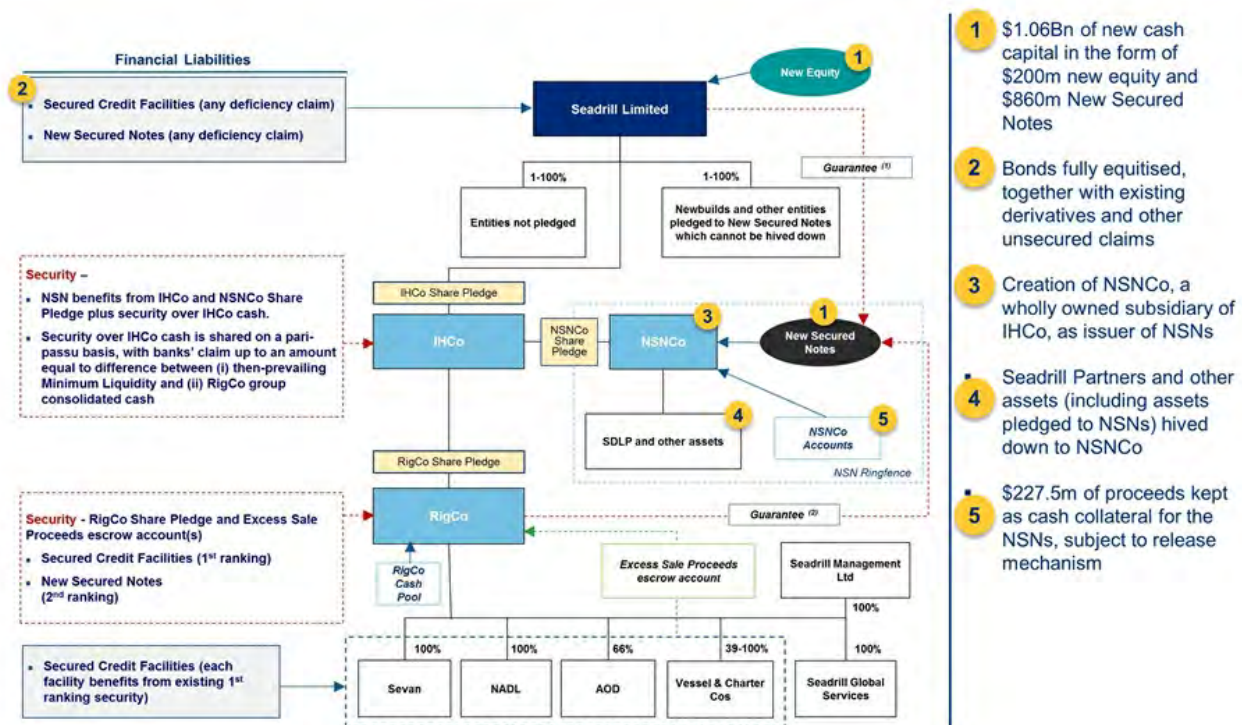 Financial Liabilities
2
▪ Secured Credit Facilities (any deficiency claim)
▪ New Secured Notes (any deficiency claim)
New Equity
1
Seadrill Limited
Guarantee (1)
1-100%
Entities not pledged
1-100%
Newbuilds and other entities
pledged to New Secured Notes
which cannot be hived down
Security –
▪ NSN benefits from IHCo and NSNCo Share
Pledge plus security over IHCo cash.
▪ Security over IHCo cash is shared on a pari-
passu basis, with banks' claim up to an amount
equal to difference between (i) then-prevailing
Minimum Liquidity and (ii) RigCo group
consolidated cash
IHCo Share Pledge
IHCo
NSNCo
Share
Pledge
3
NSNCo
1
New Secured
Notes
4
SDLP and other assets
5
NSNCo
Accounts
NSN Ringfence
RigCo Share Pledge
RigCo
Guarantee (2)
Security - RigCo Share Pledge and Excess Sale
Proceeds escrow account(s)
▪ Secured Credit Facilities (1st ranking)
▪ New Secured Notes
(2nd ranking)
RigCo
Cash
Pool
Excess Sale Proceeds
escrow account
Seadrill Management
Ltd
100%
▪ Secured Credit Facilities (each
facility benefits from existing 1st
ranking security)
100%
Sevan
100%
NADL
66%
AOD
39-100%
Vessel & Charter
Cos
100%
Seadrill Global
Services
1
$1.06Bn of new cash
capital in the form of
$200m new equity and
$860m New Secured
Notes
2
Bonds fully equitised,
together with existing
derivatives and other
unsecured claims
3
Creation of NSNCo, a
wholly owned subsidiary of
IHCo, as issuer of NSNs
4
Seadrill Partners and other
assets (including assets
pledged to NSNs) hived
down to NSNCo
5
$227.5m of proceeds kept
as cash collateral for the
NSNs, subject to release
mechanism